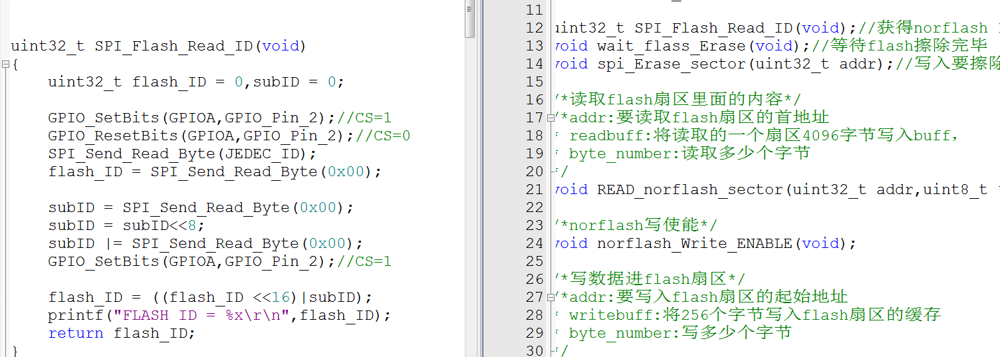 uint32_t SPI_Flash_Read_ID(void)
{
uint32_t flash_ID = 0,subID = 0;
GPIO_SetBits(GPIOA,GPIO_Pin_2);//CS=1
GPIO_ResetBits(GPIOA,GPIO_Pin_2);//CS=0
SPI_Send_Read_Byte(JEDEC_ID);
flash_ID = SPI_Send_Read_Byte(0x00);
subID = SPI_Send_Read_Byte(0x00);
subID = subID<<8;
subID |= SPI_Send_Read_Byte(0x00);
GPIO_SetBits(GPIOA,GPIO_Pin_2);//CS=1
flash_ID = ((flash_ID <<16)|subID);
printf("FLASH ID = %x\r\n",flash_ID);
return flash_ID;
}
11
12 uint32_t SPI_Flash_Read_ID(void);//获得norflash
13 void wait_flass_Erase(void);//等待flash擦除完毕
14 void spi_Erase_sector(uint32_t addr);//写入要擦除
15
16 /*读取flash扇区里面的内容*/
17 /*addr:要读取flash扇区的首地址
18 * readbuff:将读取的一个扇区4096字节写入buff,
19 * byte_number:读取多少个字节
20 */
21 void READ_norflash_sector(uint32_t addr,uint8_t
22
23 /*norflash写使能*/
24 void norflash_Write_ENABLE(void);
25
26 /*写数据进flash扇区*/
27 /*addr:要写入flash扇区的起始地址
28 * writebuff:将256个字节写入flash扇区的缓存
29 * byte_number:写多少个字节
30 */